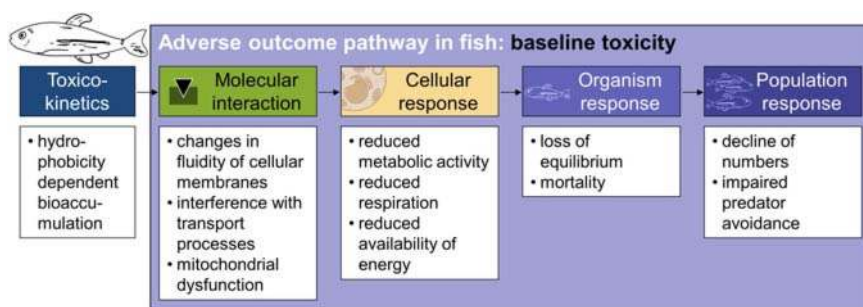 Adverse outcome pathway in fish: baseline toxicity
Toxico-
kinetics
Molecular
interaction
Cellular
response
Organism
response
Population
response
• hydro-
phobicity
dependent
bioaccu-
mulation
• changes in
fluidity of cellular
membranes
• interference with
transport
processes
• mitochondrial
dysfunction
• reduced
metabolic activity
• reduced
respiration
• reduced
availability of
energy
• loss of
equilibrium
• mortality
• decline of
numbers
• impaired
predator
avoidance